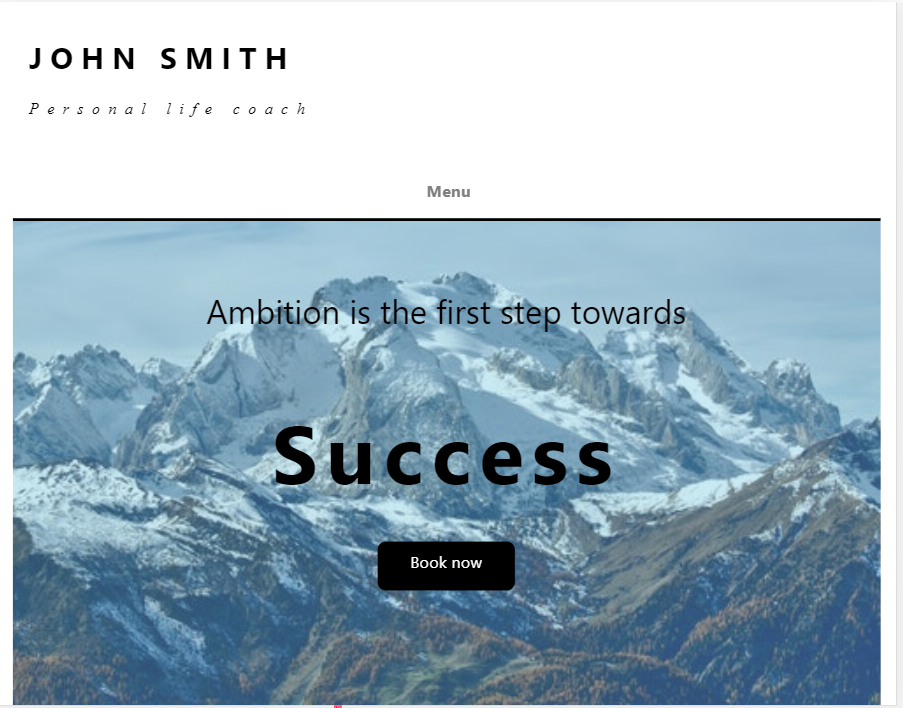 JOHN SMITH
Personal life coach
Menu
Ambition is the first step towards
Success
Book now